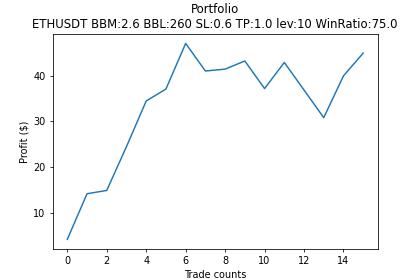 Portfolio
ETHUSDT BBM:2.6 BBL:260 SL:0.6 TP:1.0 lev:10 WinRatio:75.0
40
30
20
10
Profit ($)
0 2 4 6 8 10 12 14
Trade counts